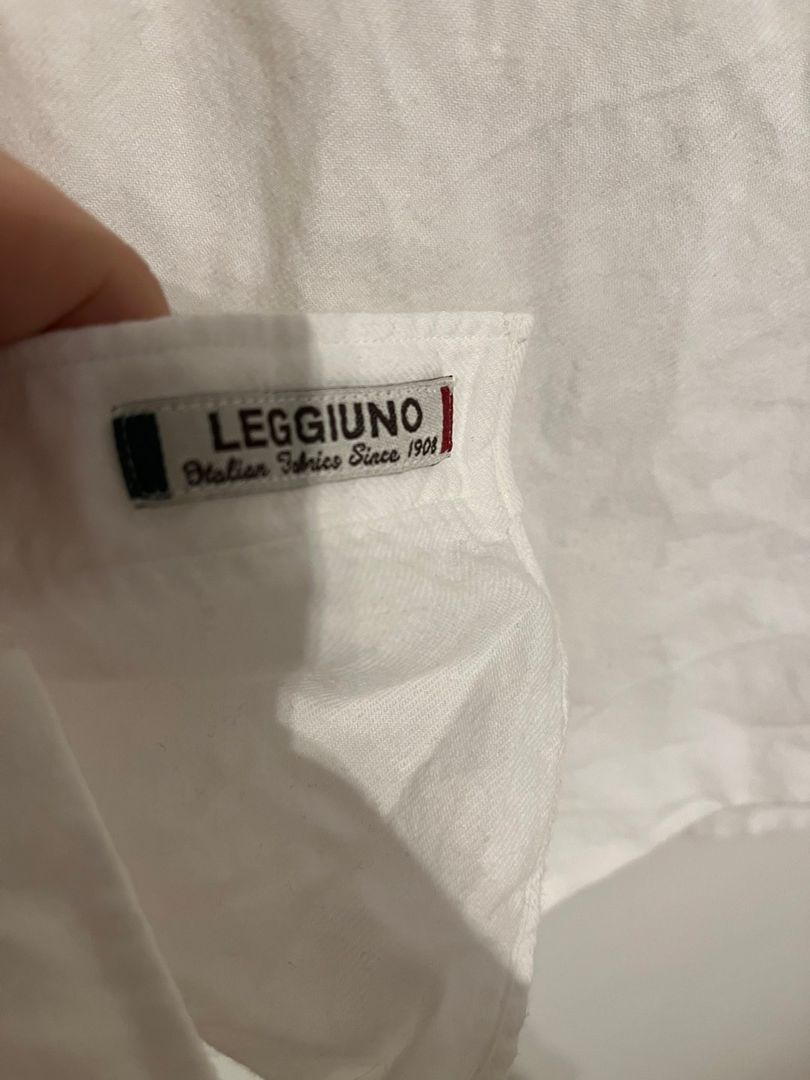 LEGGIUNO
Italian Fabrics Since 1908